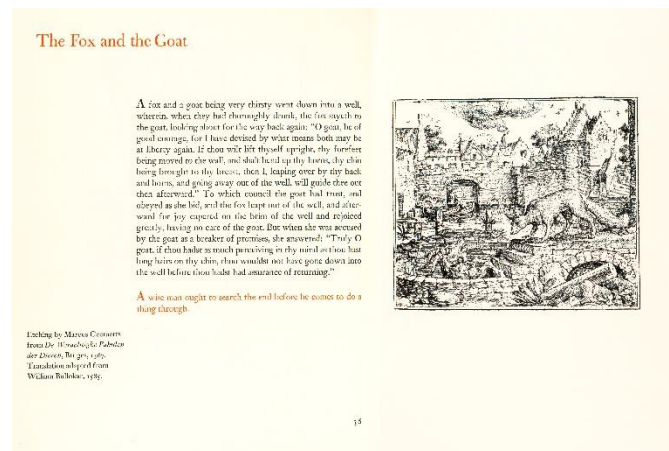 The Fox and the Goat
A fox and a goat being very thirsty went down into a well,
wherein, when they had thoroughly drunk, the fox sayth to
the goat, looking about for the way back again: "O goat, be of
good courage, for I have devised by what means both may be
at liberty again. If thou wilt lift thyself upright, thy forefeet
being moved to the wall, and shalt bend up thy horns, thy chin
being brought to thy breast, then I, leaping over by thy back
and horns, and going away out of the well, will guide thee out
then afterward." To which council the goat had trust, and
obeyed as she bid, and the fox leapt out of the well, and after-
ward for joy capered on the brim of the well and rejoiced
greatly, having no care of the goat. But when she was accused
by the goat as a breaker of promises, she answered: "Truly O
goat, if thou hadst as much perceiving in thy mind as thou hast
long hairs on thy chin, thou wouldst not have gone down into
the well before thou hadst had assurance of returning."
A wise man ought to search the end before he comes to do a
thing through.
Etching by Marcus
from De Fabulen
der Dieren,
Translation adapted from
William Bullokar,